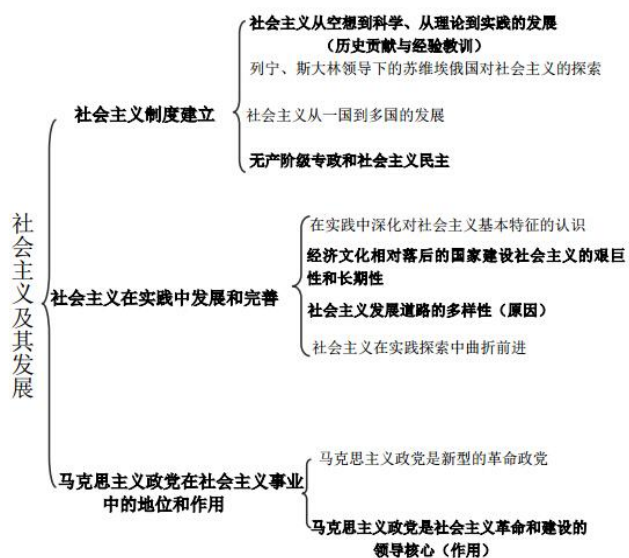 社会主义及其发展
社会主义制度建立
社会主义从空想到科学、从理论到实践的发展
（历史贡献与经验教训）
列宁、斯大林领导下的苏维埃俄国对社会主义的探索
社会主义从一国到多国的发展
无产阶级专政和社会主义民主
社会主义在实践中发展和完善
在实践中深化对社会主义基本特征的认识
经济文化相对落后的国家建设社会主义的艰巨
性和长期性
社会主义发展道路的多样性（原因）
社会主义在实践探索中曲折前进
马克思主义政党在社会主义事业
中的地位和作用
马克思主义政党是新型的革命政党
马克思主义政党是社会主义革命和建设的
领导核心（作用）